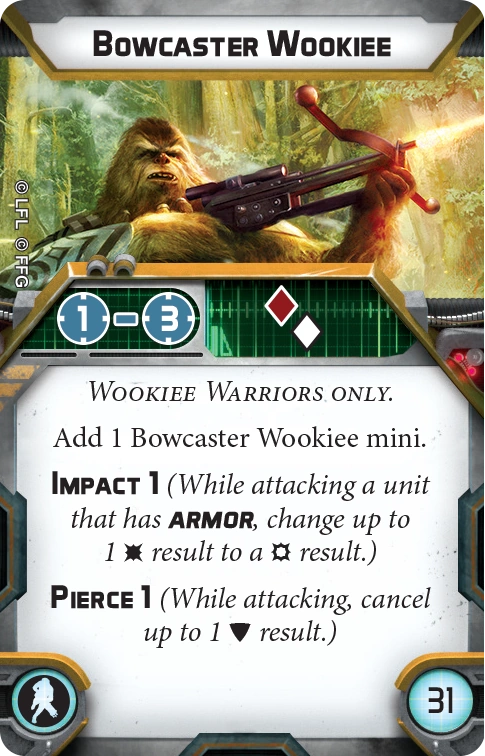 Bowcaster Wookiee
© LFL © FFG
1 - 3
Wookiee Warriors only.
Add 1 Bowcaster Wookiee mini.
Impact 1 (While attacking a unit
that has ARMOR, change up to
1 result to a result.)
Pierce 1 (While attacking, cancel
up to 1 result.)
31